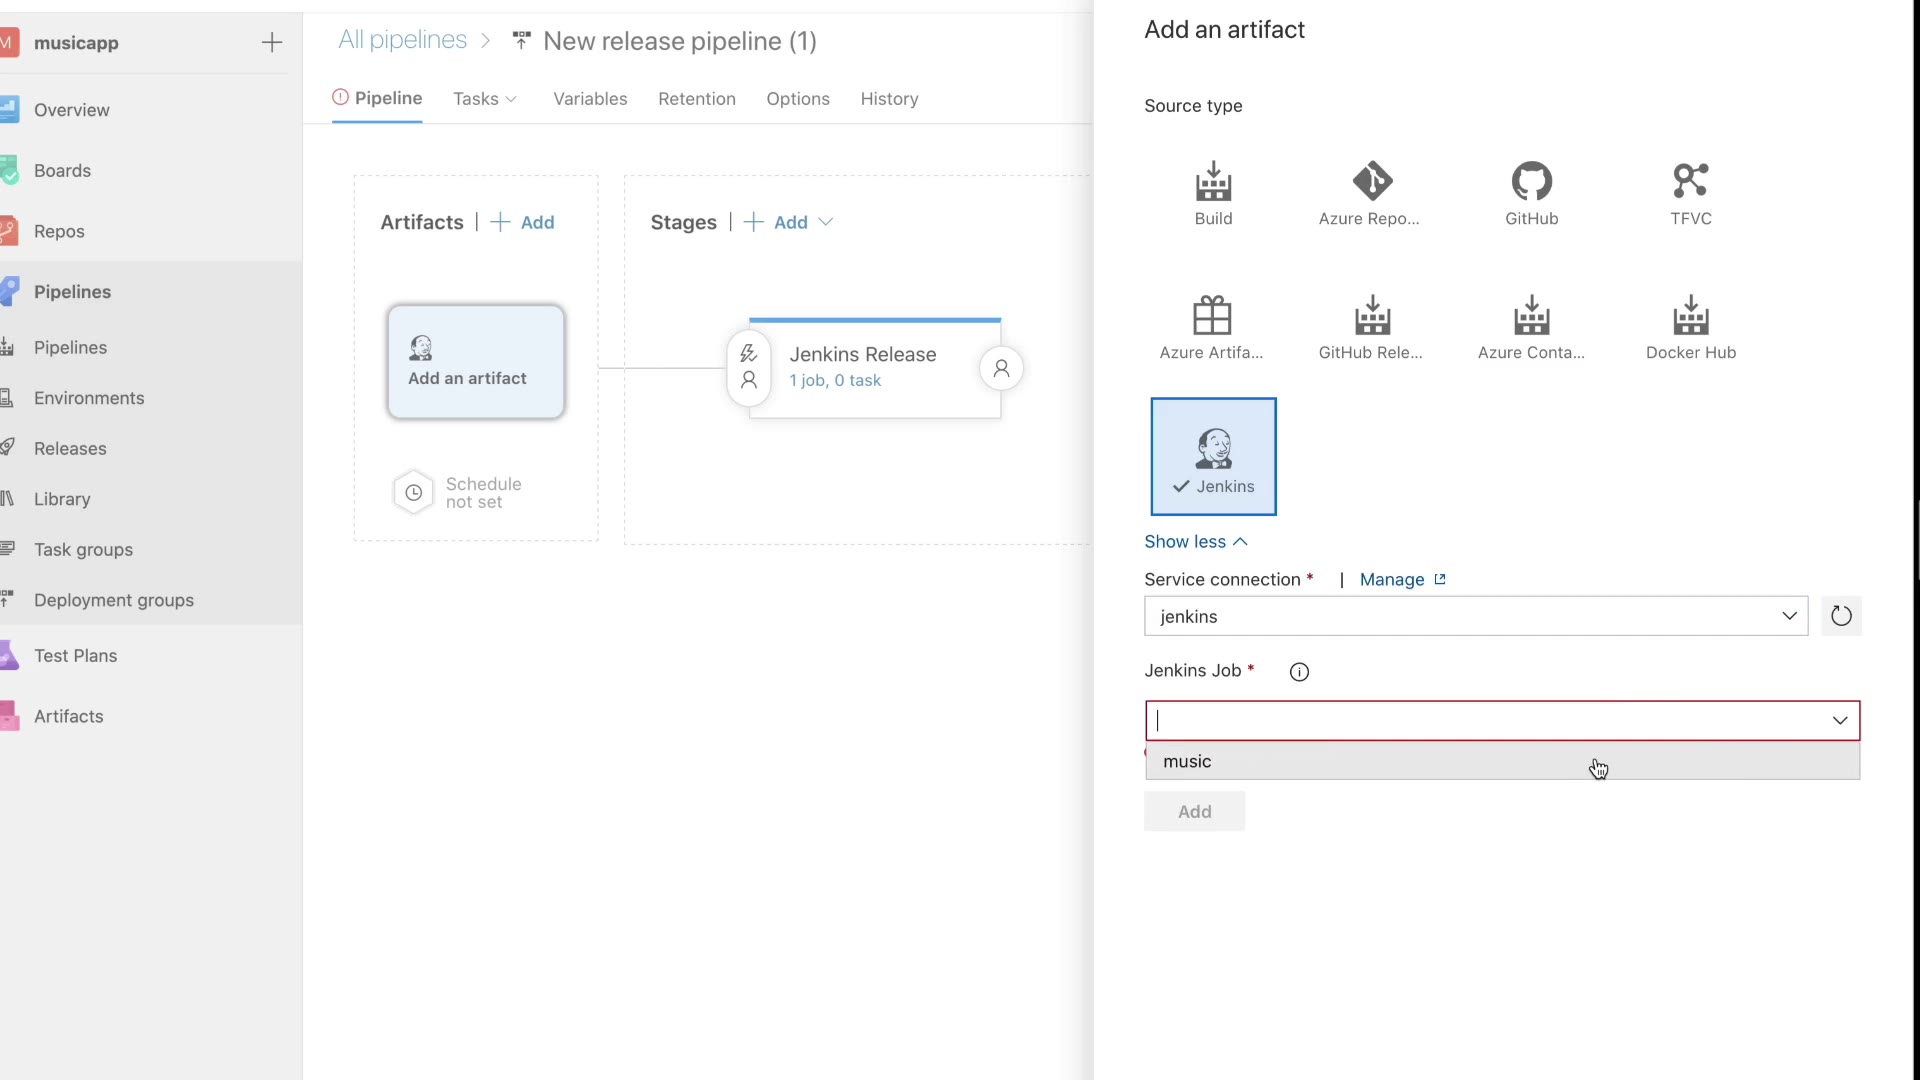 M musicapp
Overview
Boards
Repos
Pipelines
Pipelines
Environments
Releases
Library
Task groups
Deployment groups
Test Plans
Artifacts
All pipelines > New release pipeline (1)
Pipeline Tasks Variables Retention Options History
Artifacts | + Add
Add an artifact
Schedule
not set
Stages | + Add
Jenkins Release
1 job, 0 task
Add an artifact
Source type
Build Azure Repo... GitHub TFVC
Azure Artifa... GitHub Rele... Azure Conta... Docker Hub
Jenkins
Show less
Service connection * | Manage
jenkins
Jenkins Job *
music
Add